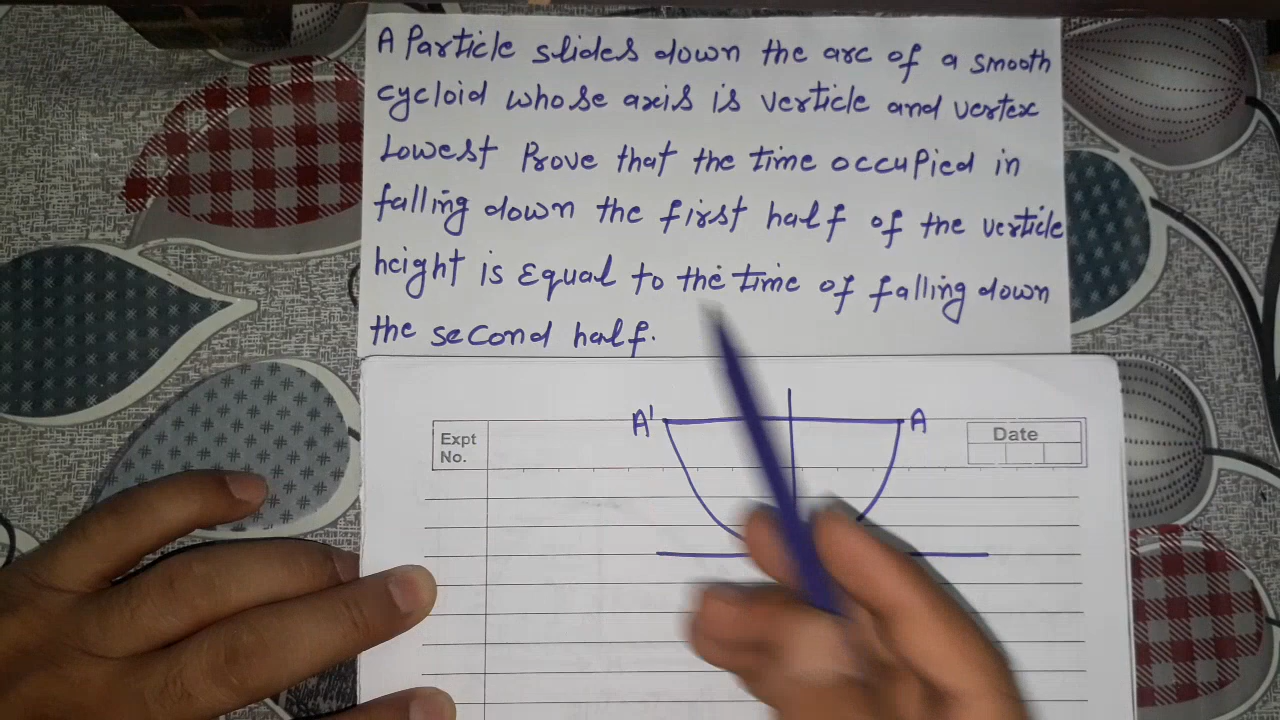 A Particle slides down the arc of a smooth
cycloid whose axis is verticle and vertex
Lowest Prove that the time occupied in
falling down the first half of the verticle
height is Equal to the time of falling down
the second half.
A' A
Expt
No.
Date